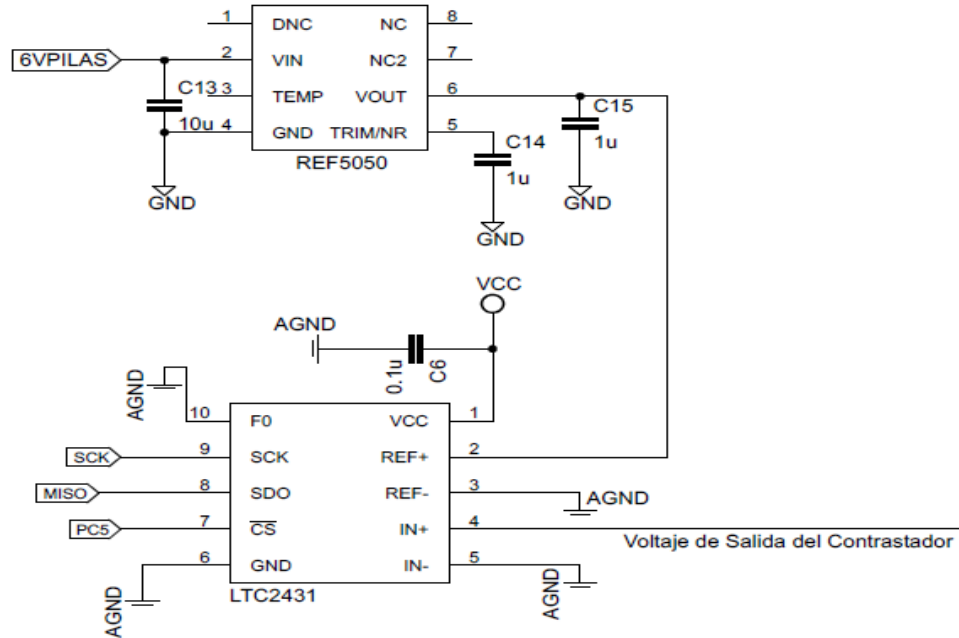 1 DNC NC 8
6VPILAS 2 VIN NC2 7
C13 3 TEMP VOUT 6 C15
10u 4 GND TRIM/NR 5 C14 1u
REF5050 1u
GND GND
GND
VCC
AGND
0.1u C6
AGND
10 F0 VCC 1
SCK 9 SCK REF+ 2
MISO 8 SDO REF- 3 AGND
PC5 7 CS IN+ 4
Voltaje de Salida del Contrastador
6 GND IN- 5
LTC2431
AGND AGND